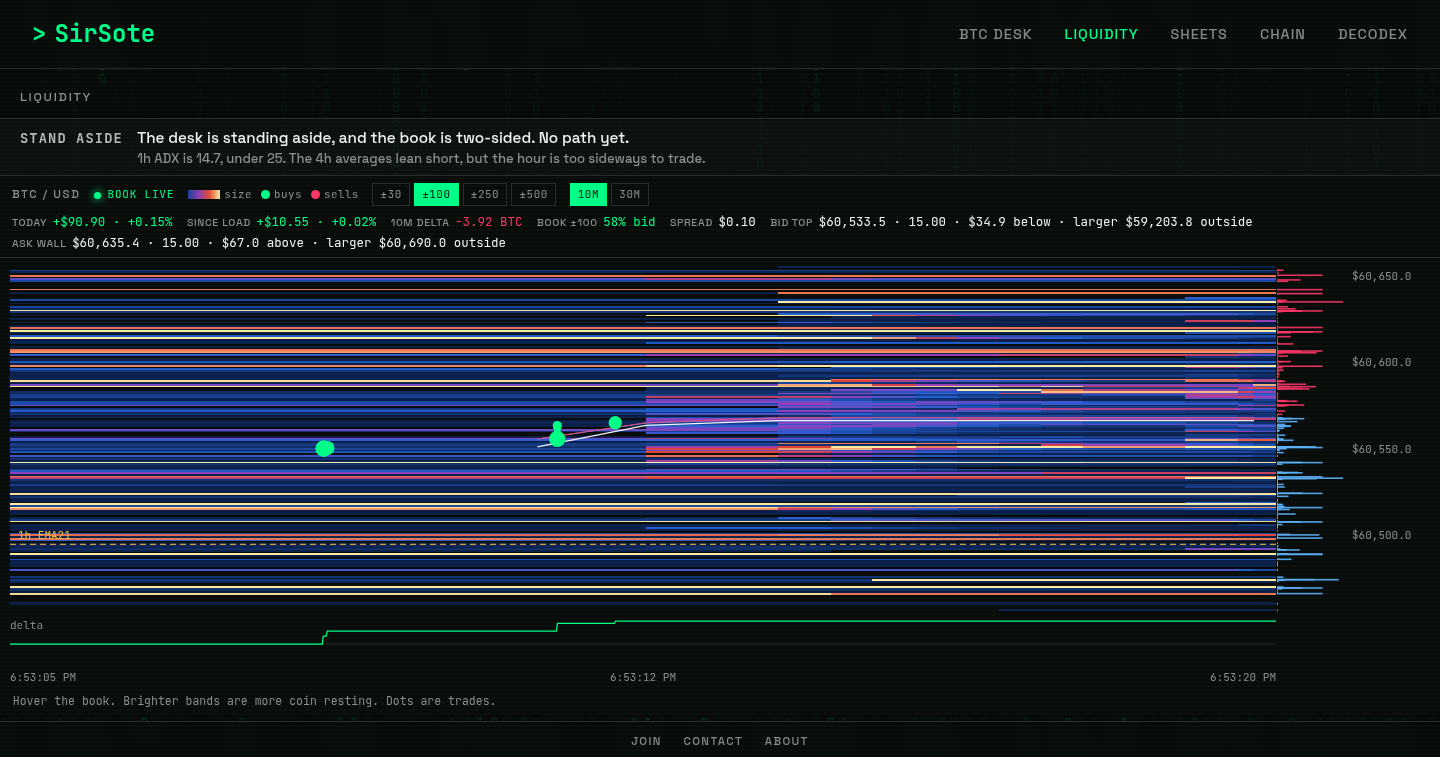 > SirSote
BTC DESK LIQUIDITY SHEETS CHAIN DECODEX
LIQUIDITY
STAND ASIDE The desk is standing aside, and the book is two-sided. No path yet.
1h ADX is 14.7, under 25. The 4h averages lean short, but the hour is too sideways to trade.
BTC / USD BOOK LIVE size buys sells ±30 ±100 ±250 ±500 10M 30M
TODAY +$90.90 · +0.15% SINCE LOAD +$10.55 · +0.02% 10M DELTA -3.92 BTC BOOK ±100 58% bid SPREAD $0.10 BID TOP $60,533.5 · 15.00 · $34.9 below · larger $59,203.8 outside
ASK WALL $60,635.4 · 15.00 · $67.0 above · larger $60,690.0 outside
$60,650.0
$60,600.0
$60,550.0
1h EMA21
$60,500.0
delta
6:53:05 PM 6:53:12 PM 6:53:20 PM
Hover the book. Brighter bands are more coin resting. Dots are trades.
JOIN CONTACT ABOUT